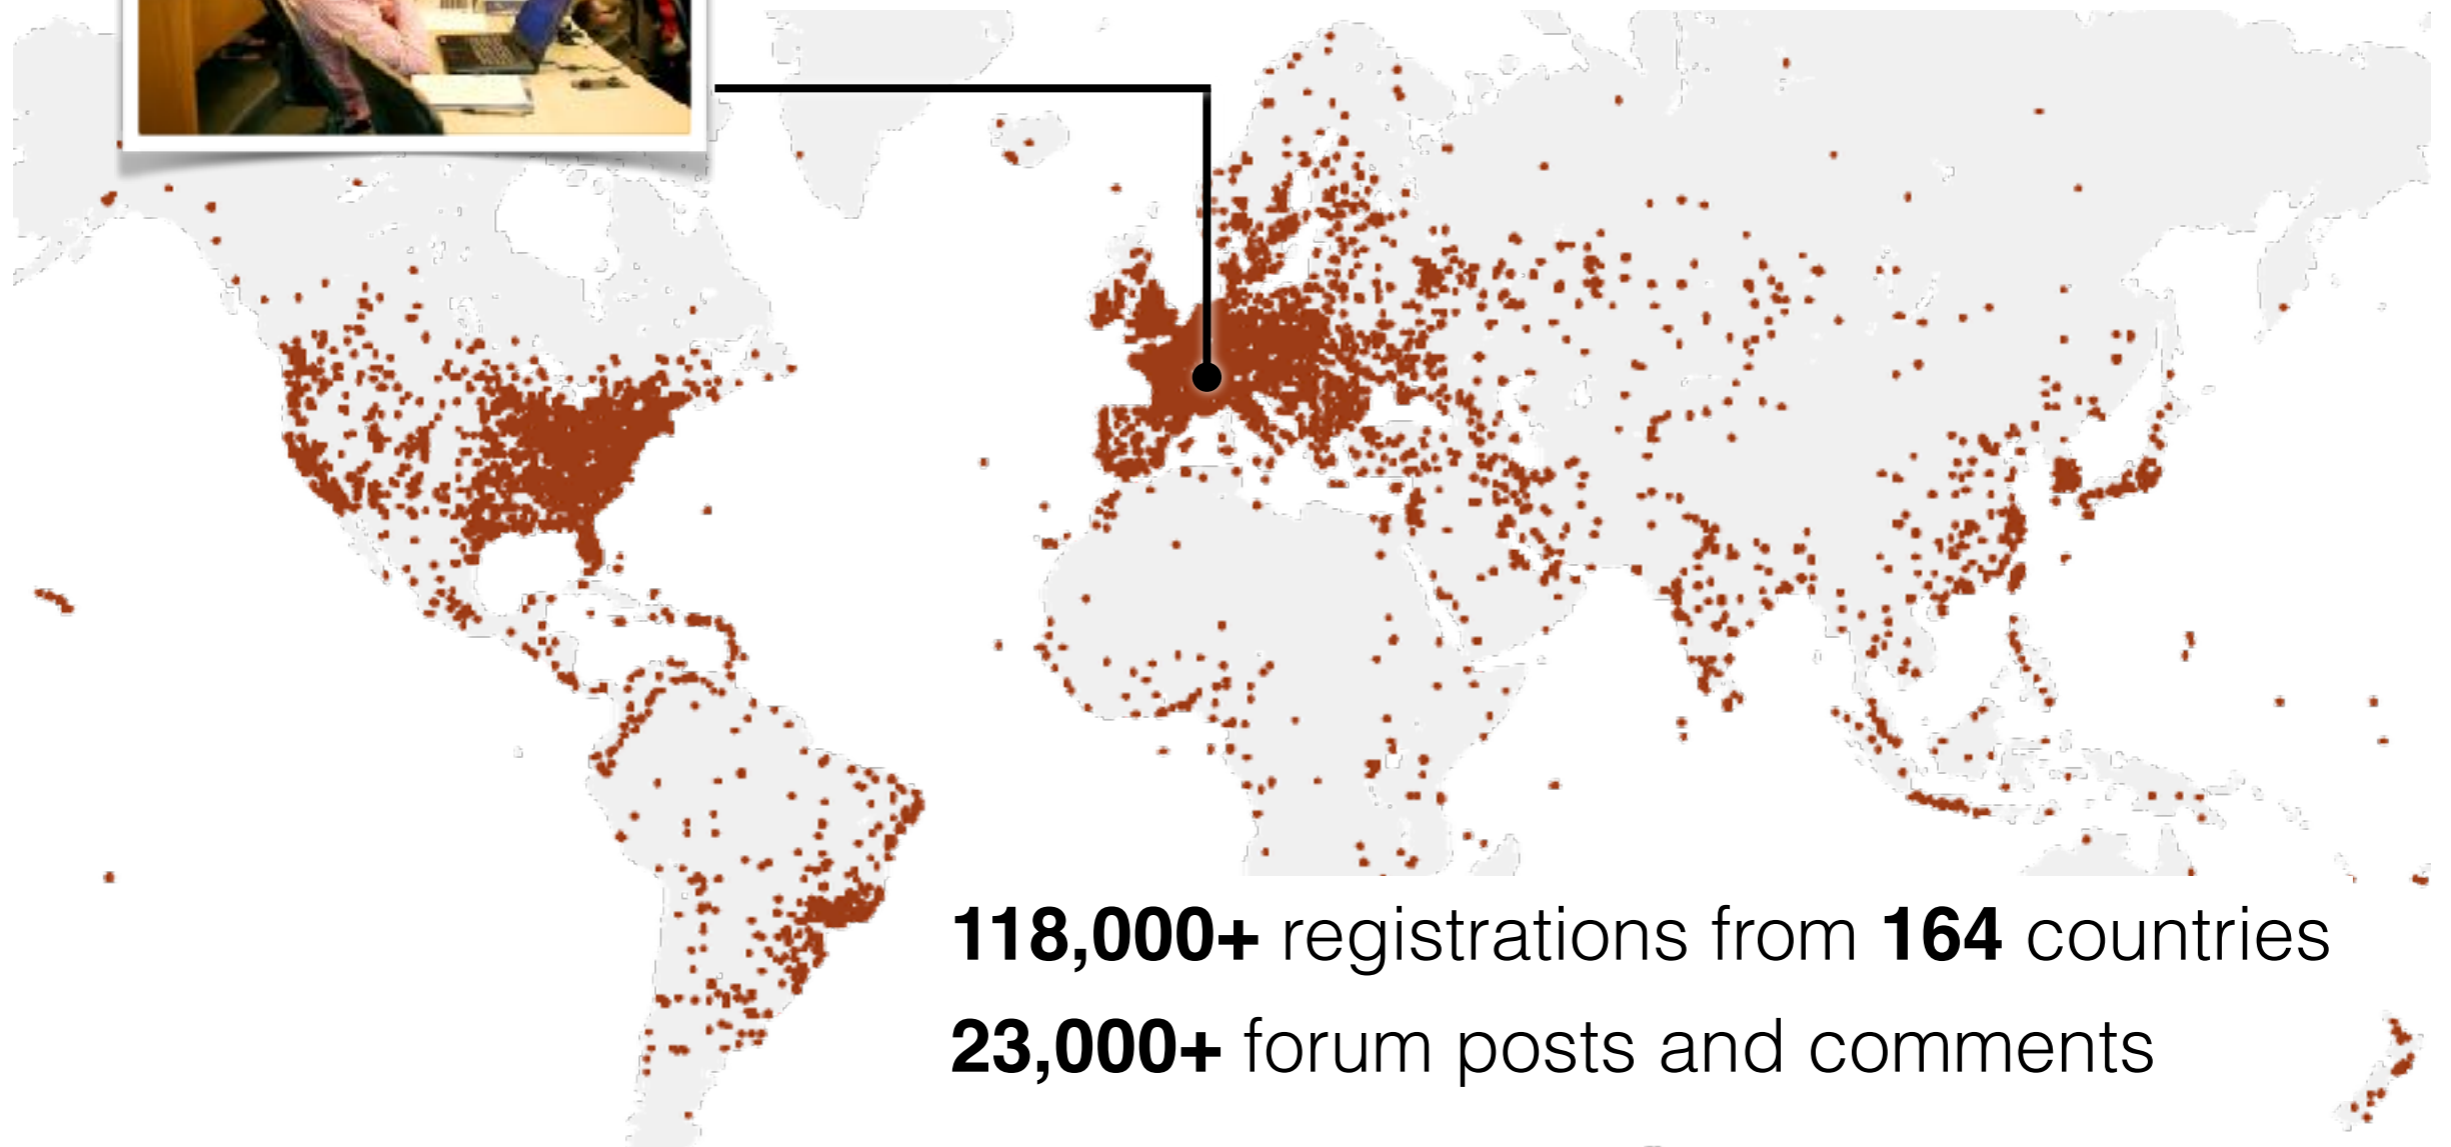 118,000+ registrations from 164 countries
23,000+ forum posts and comments